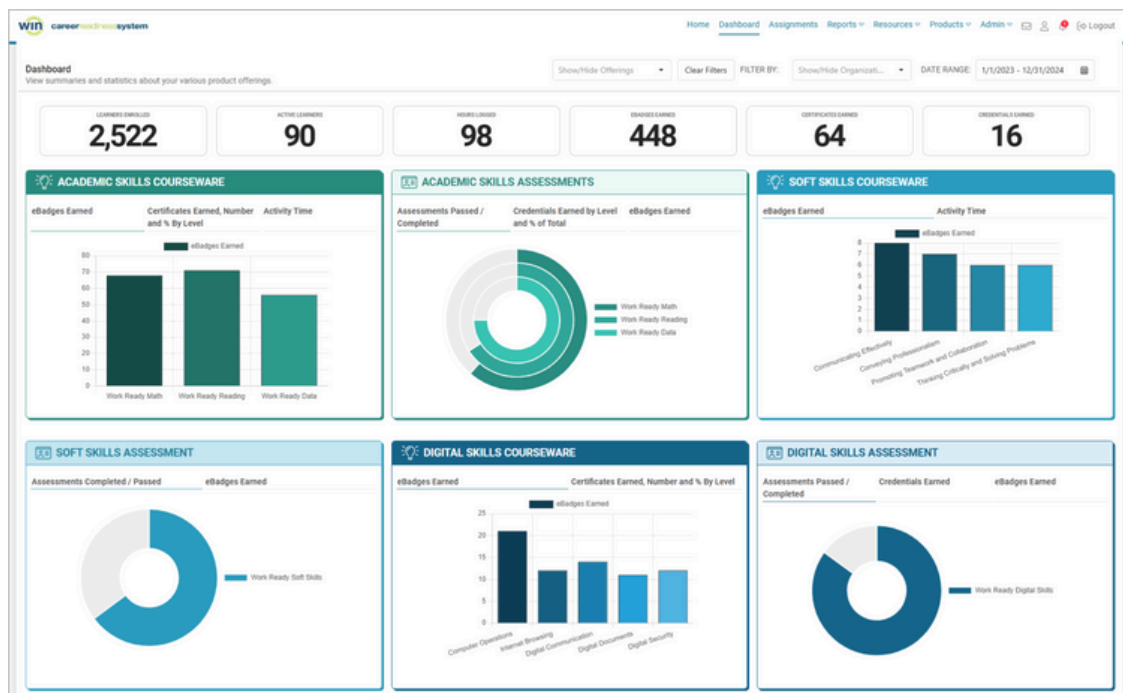 win careerreadinesssystem
Home Dashboard Assignments Reports Resources Products Admin Logout
Dashboard
View summaries and statistics about your various product offerings.
Show/Hide Offerings Clear Filters FILTER BY: Show/Hide Organizati... DATE RANGE: 1/1/2023 - 12/31/2024
LEARNERS ENROLLED ACTIVE LEARNERS HOURS LOGGED EBADGES EARNED CERTIFICATES EARNED CREDENTIALS EARNED
2,522 90 98 448 64 16
ACADEMIC SKILLS COURSEWARE
eBadges Earned Certificates Earned, Number Activity Time
and % By Level
eBadges Earned
80
70
60
50
40
30
20
10
0
Work Ready Math Work Ready Reading Work Ready Data
ACADEMIC SKILLS ASSESSMENTS
Assessments Passed / Credentials Earned by Level eBadges Earned
Completed and % of Total
Work Ready Math
Work Ready Reading
Work Ready Data
SOFT SKILLS COURSEWARE
eBadges Earned Activity Time
eBadges Earned
8
7
6
5
4
3
2
1
0
Communicating Effectively
Conveying Professionalism
Promoting Teamwork and Collaboration
Thinking Critically and Solving Problems
SOFT SKILLS ASSESSMENT
Assessments Completed / Passed eBadges Earned
Work Ready Soft Skills
DIGITAL SKILLS COURSEWARE
eBadges Earned Certificates Earned, Number and % By Level
eBadges Earned
25
20
15
10
5
0
Computer Operations
Internet Browsing
Digital Communication
Digital Documents
Digital Security
DIGITAL SKILLS ASSESSMENT
Assessments Passed / Credentials Earned eBadges Earned
Completed
Work Ready Digital Skills